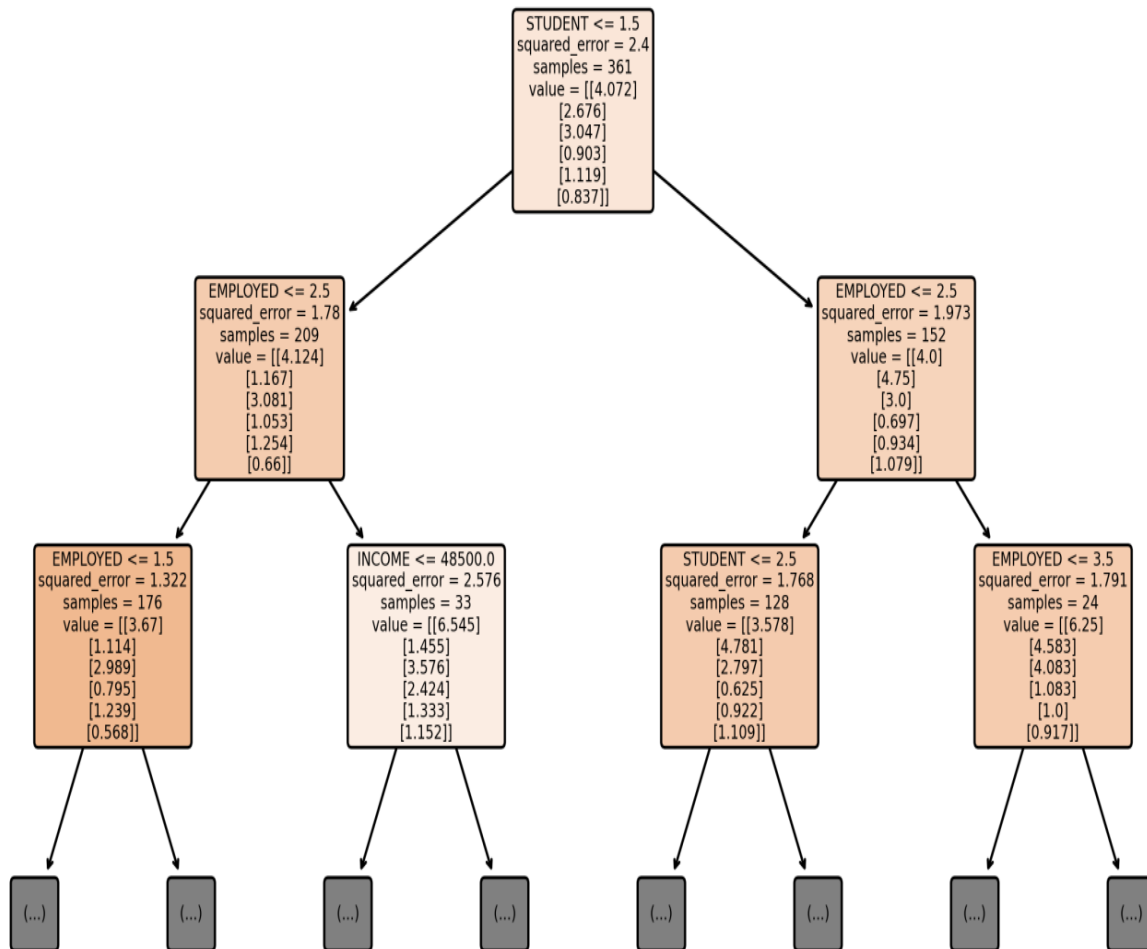 STUDENT <= 1.5
squared_error = 2.4
samples = 361
value = [[4.072]
[2.676]
[3.047]
[0.903]
[1.119]
[0.837]]
EMPLOYED <= 2.5
squared_error = 1.78
samples = 209
value = [[4.124]
[1.167]
[3.081]
[1.053]
[1.254]
[0.66]]
EMPLOYED <= 2.5
squared_error = 1.973
samples = 152
value = [[4.0]
[4.75]
[3.0]
[0.697]
[0.934]
[1.079]]
EMPLOYED <= 1.5
squared_error = 1.322
samples = 176
value = [[3.67]
[1.114]
[2.989]
[0.795]
[1.239]
[0.568]]
INCOME <= 48500.0
squared_error = 2.576
samples = 33
value = [[6.545]
[1.455]
[3.576]
[2.424]
[1.333]
[1.152]]
STUDENT <= 2.5
squared_error = 1.768
samples = 128
value = [[3.578]
[4.781]
[2.797]
[0.625]
[0.922]
[1.109]]
EMPLOYED <= 3.5
squared_error = 1.791
samples = 24
value = [[6.25]
[4.583]
[4.083]
[1.083]
[1.0]
[0.917]]
(...)
(...)
(...)
(...)
(...)
(...)
(...)
(...)